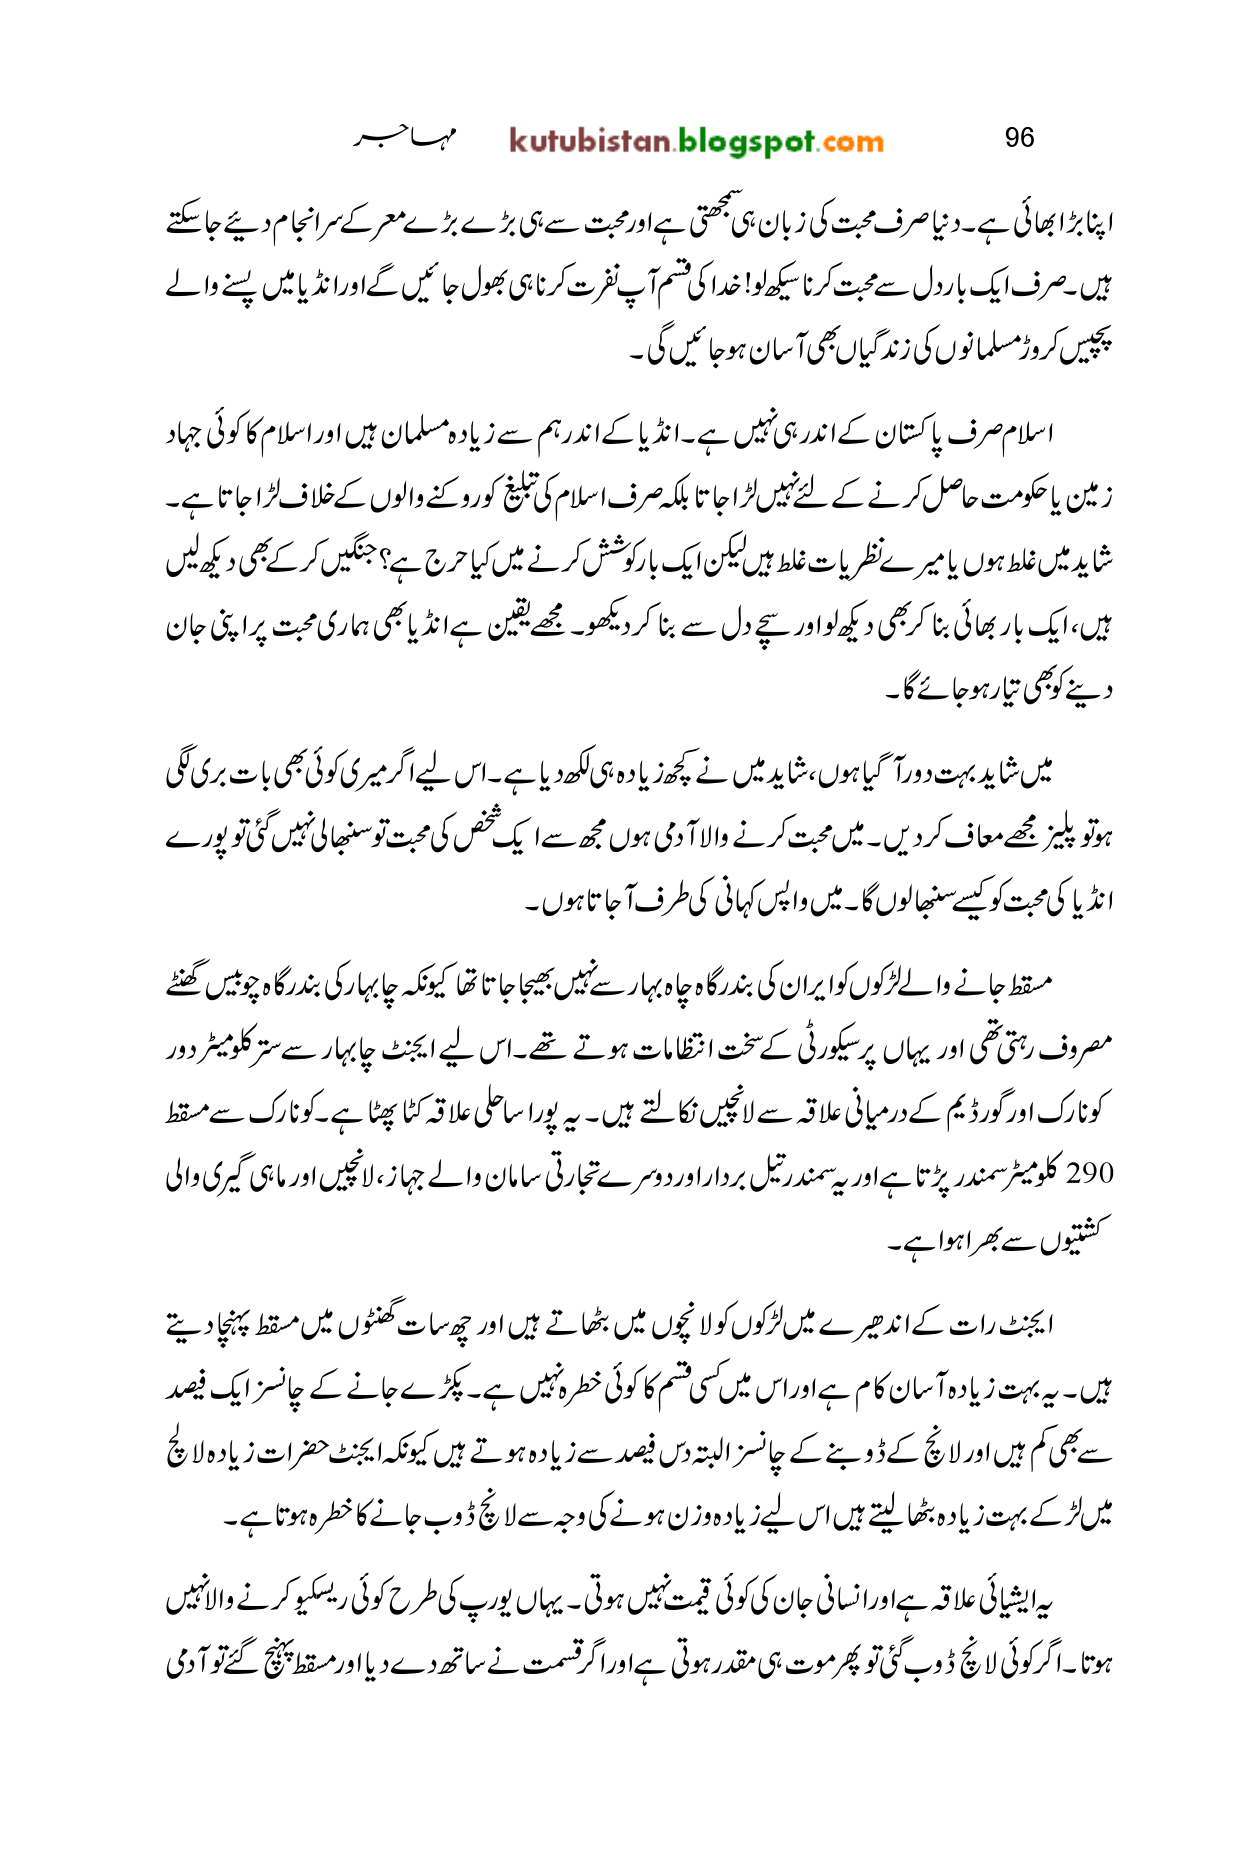 96 kutubistan.blogspot.com مہاجر
اپنا بڑا بھائی ہے۔ دنیا صرف محبت کی زبان ہی سمجھتی ہے اور محبت سے ہی بڑے بڑے معرکے سرانجام دیئے جا سکتے
ہیں۔ صرف ایک بار دل سے محبت کرنا سیکھ لو! خدا کی قسم آپ نفرت کرنا ہی بھول جائیں گے اور انڈیا میں بسنے والے
پچیس کروڑ مسلمانوں کی زندگیاں بھی آسان ہو جائیں گی۔
اسلام صرف پاکستان کے اندر ہی نہیں ہے۔ انڈیا کے اندر ہم سے زیادہ مسلمان ہیں اور اسلام کا کوئی جہاد
زمین یا حکومت حاصل کرنے کے لئے نہیں لڑا جاتا بلکہ صرف اسلام کی تبلیغ کو روکنے والوں کے خلاف لڑا جاتا ہے۔
شاید میں غلط ہوں یا میرے نظریات غلط ہیں لیکن ایک بار کوشش کرنے میں کیا حرج ہے؟ جنگیں کر کے بھی دیکھ لیں
ہیں، ایک بار بھائی بنا کر بھی دیکھ لو اور سچے دل سے بنا کر دیکھو۔ مجھے یقین ہے انڈیا بھی ہماری محبت پر اپنی جان
دینے کو بھی تیار ہو جائے گا۔
میں شاید بہت دور آ گیا ہوں، شاید میں نے کچھ زیادہ ہی لکھ دیا ہے۔ اس لیے اگر میری کوئی بھی بات بری لگی
ہو تو پلیز مجھے معاف کر دیں۔ میں محبت کرنے والا آدمی ہوں مجھ سے ایک شخص کی محبت تو سنبھالی نہیں گئی تو پورے
انڈیا کی محبت کو کیسے سنبھالوں گا۔ میں واپس کہانی کی طرف آ جاتا ہوں۔
مسقط جانے والے لڑکوں کو ایران کی بندرگاہ چاہ بہار سے نہیں بھیجا جاتا تھا کیونکہ چابہار کی بندرگاہ چوبیس گھنٹے
مصروف رہتی تھی اور یہاں پر سیکورٹی کے سخت انتظامات ہوتے تھے۔ اس لیے ایجنٹ چابہار سے ستر کلومیٹر دور
کونارک اور گورڈیم کے درمیانی علاقہ سے لانچیں نکالتے ہیں۔ یہ پورا ساحلی علاقہ کٹا پھٹا ہے۔ کونارک سے مسقط
290 کلومیٹر سمندر پڑتا ہے اور یہ سمندر تیل بردار اور دوسرے تجارتی سامان والے جہاز، لانچیں اور ماہی گیری والی
کشتیوں سے بھرا ہوا ہے۔
ایجنٹ رات کے اندھیرے میں لڑکوں کو لانچوں میں بٹھاتے ہیں اور چھ سات گھنٹوں میں مسقط پہنچا دیتے
ہیں۔ یہ بہت زیادہ آسان کام ہے اور اس میں کسی قسم کا کوئی خطرہ نہیں ہے۔ پکڑے جانے کے چانسز ایک فیصد
سے بھی کم ہیں اور لانچ کے ڈوبنے کے چانسز البتہ دس فیصد سے زیادہ ہوتے ہیں کیونکہ ایجنٹ حضرات زیادہ لالچ
میں لڑکے بہت زیادہ بٹھا لیتے ہیں اس لیے زیادہ وزن ہونے کی وجہ سے لانچ ڈوب جانے کا خطرہ ہوتا ہے۔
یہ ایشیائی علاقہ ہے اور انسانی جان کی کوئی قیمت نہیں ہوتی۔ یہاں یورپ کی طرح کوئی ریسکیو کرنے والا نہیں
ہوتا۔ اگر کوئی لانچ ڈوب گئی تو پھر موت ہی مقدر ہوتی ہے اور اگر قسمت نے ساتھ دے دیا اور مسقط پہنچ گئے تو آدمی